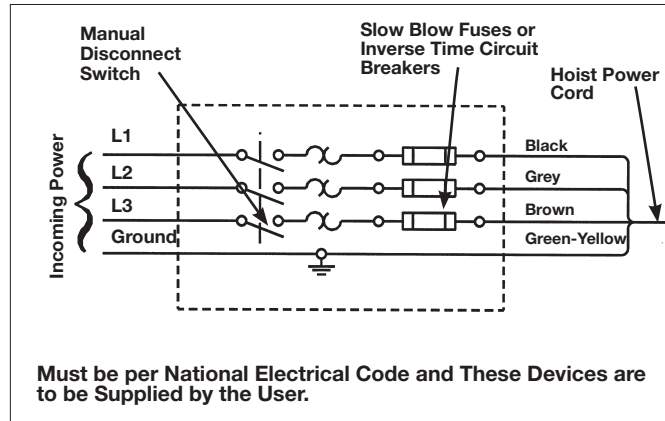 Manual
Disconnect
Switch
Slow Blow Fuses or
Inverse Time Circuit
Breakers
Hoist Power
Cord
Incoming Power
L1
L2
L3
Ground
Black
Grey
Brown
Green-Yellow
Must be per National Electrical Code and These Devices are
to be Supplied by the User.